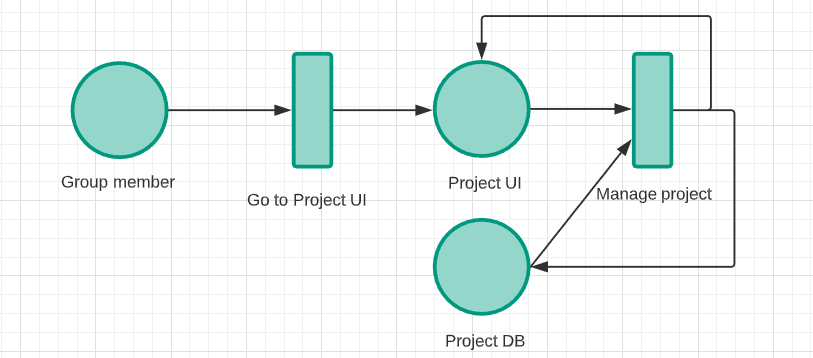 Group member
Go to Project UI
Project UI
Manage project
Project DB